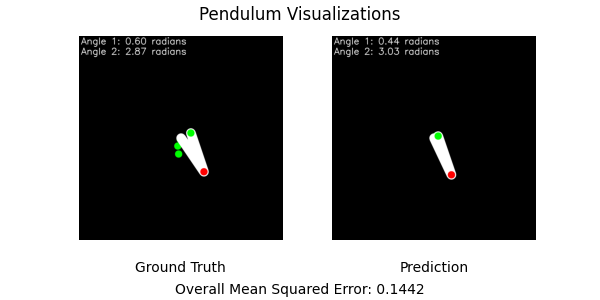 Pendulum Visualizations
Angle 1: 0.60 radians
Angle 2: 2.87 radians
Angle 1: 0.44 radians
Angle 2: 3.03 radians
Ground Truth
Prediction
Overall Mean Squared Error: 0.1442